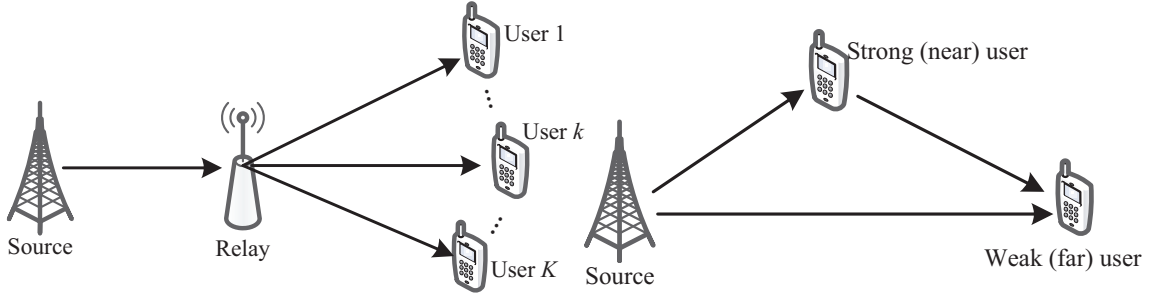 User 1
User k
User K
Source
Relay
Strong (near) user
Weak (far) user
Source